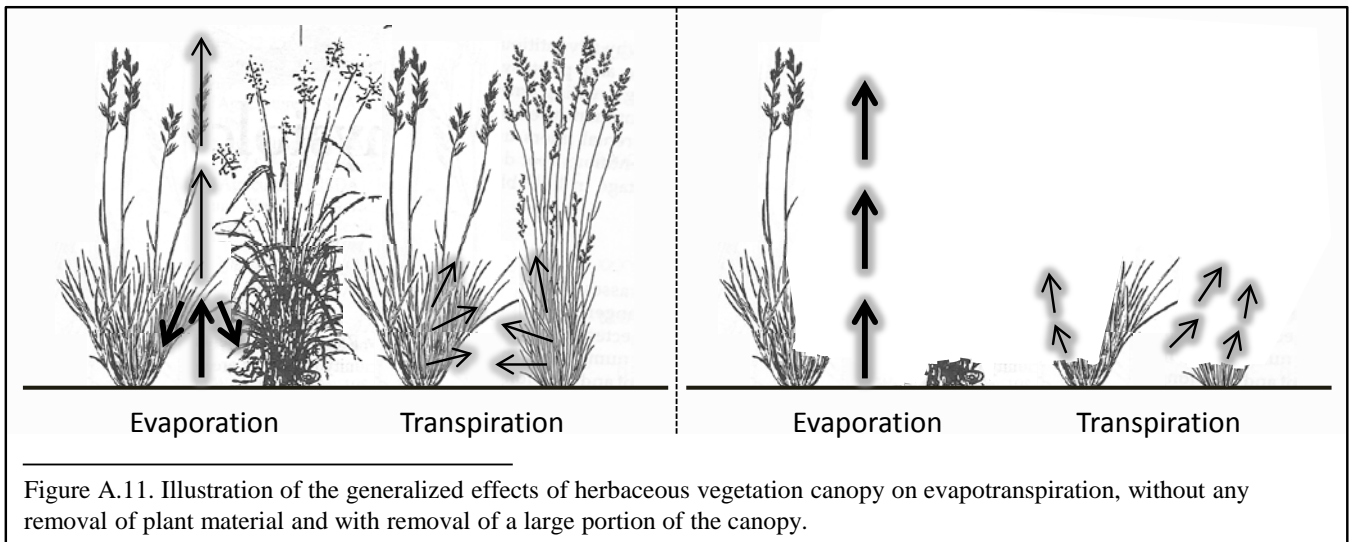 Evaporation Transpiration Evaporation Transpiration
Figure A.11. Illustration of the generalized effects of herbaceous vegetation canopy on evapotranspiration, without any
removal of plant material and with removal of a large portion of the canopy.